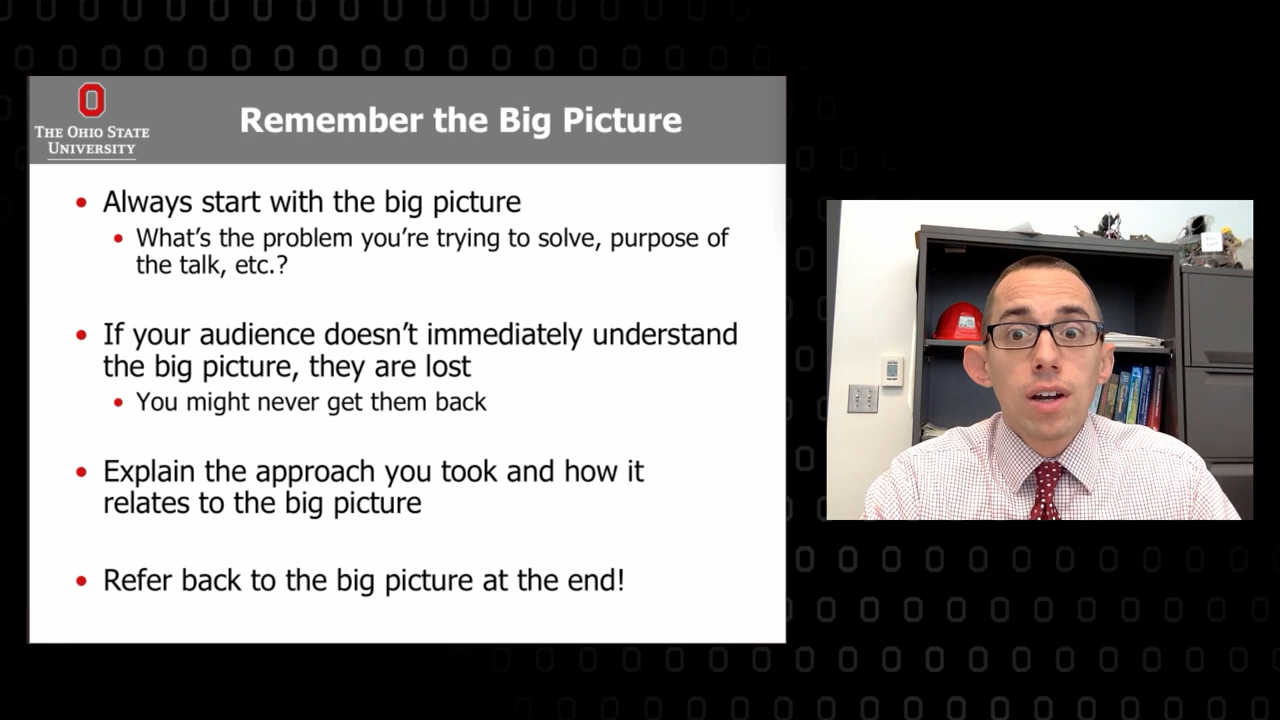 THE OHIO STATE
UNIVERSITY
Remember the Big Picture
• Always start with the big picture
• What's the problem you're trying to solve, purpose of
the talk, etc.?
• If your audience doesn't immediately understand
the big picture, they are lost
• You might never get them back
• Explain the approach you took and how it
relates to the big picture
• Refer back to the big picture at the end!